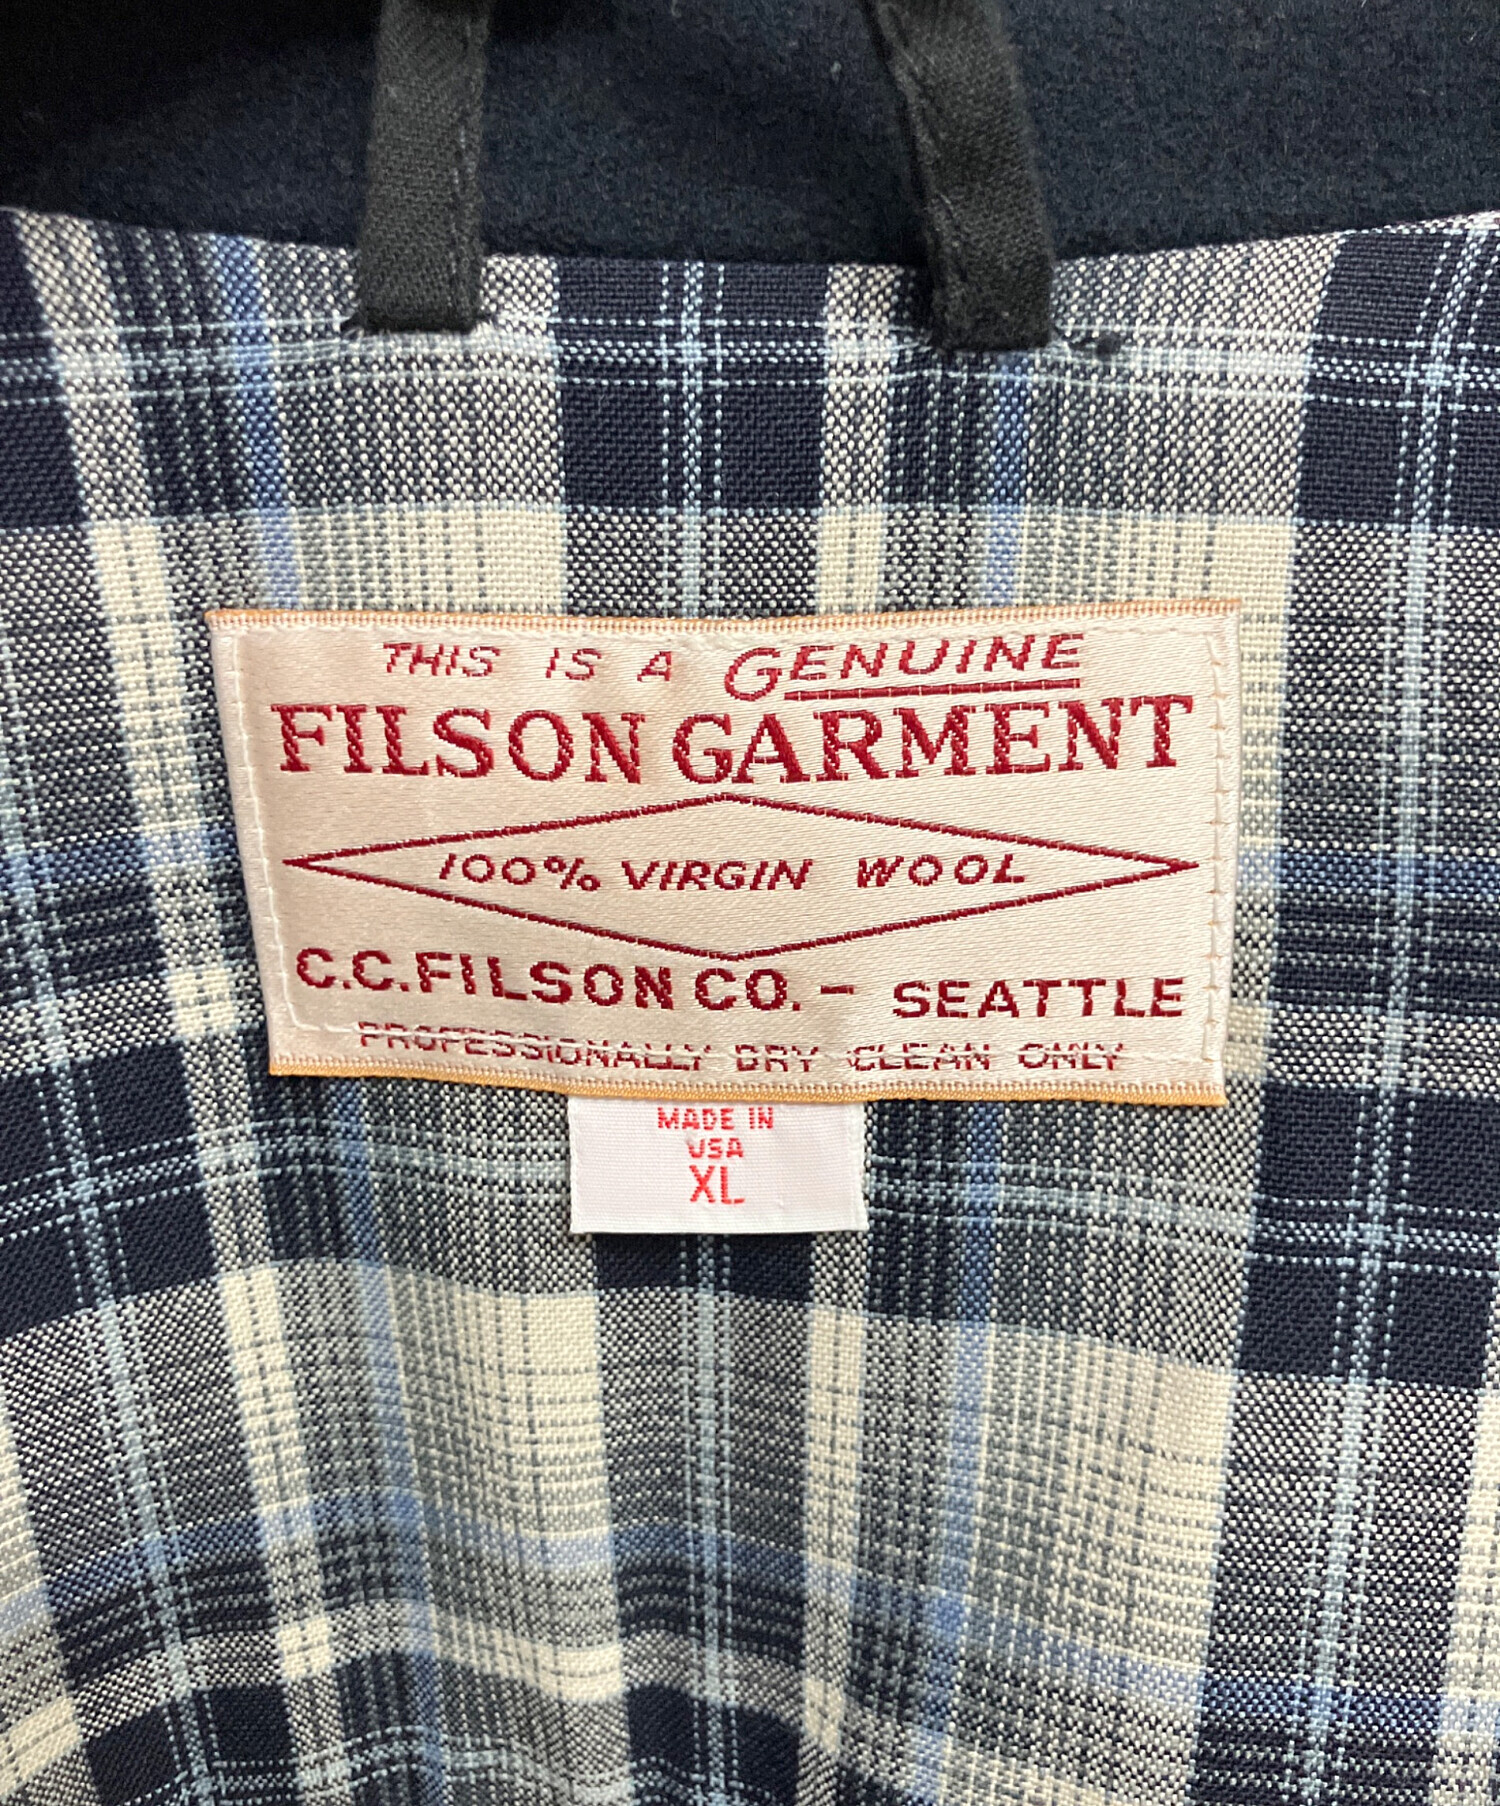 THIS IS A GENUINE
FILSON GARMENT
100% VIRGIN WOOL
C.C.FILSON CO. - SEATTLE
PROFESSIONALLY DRY CLEAN ONLY
MADE IN
USA
XL